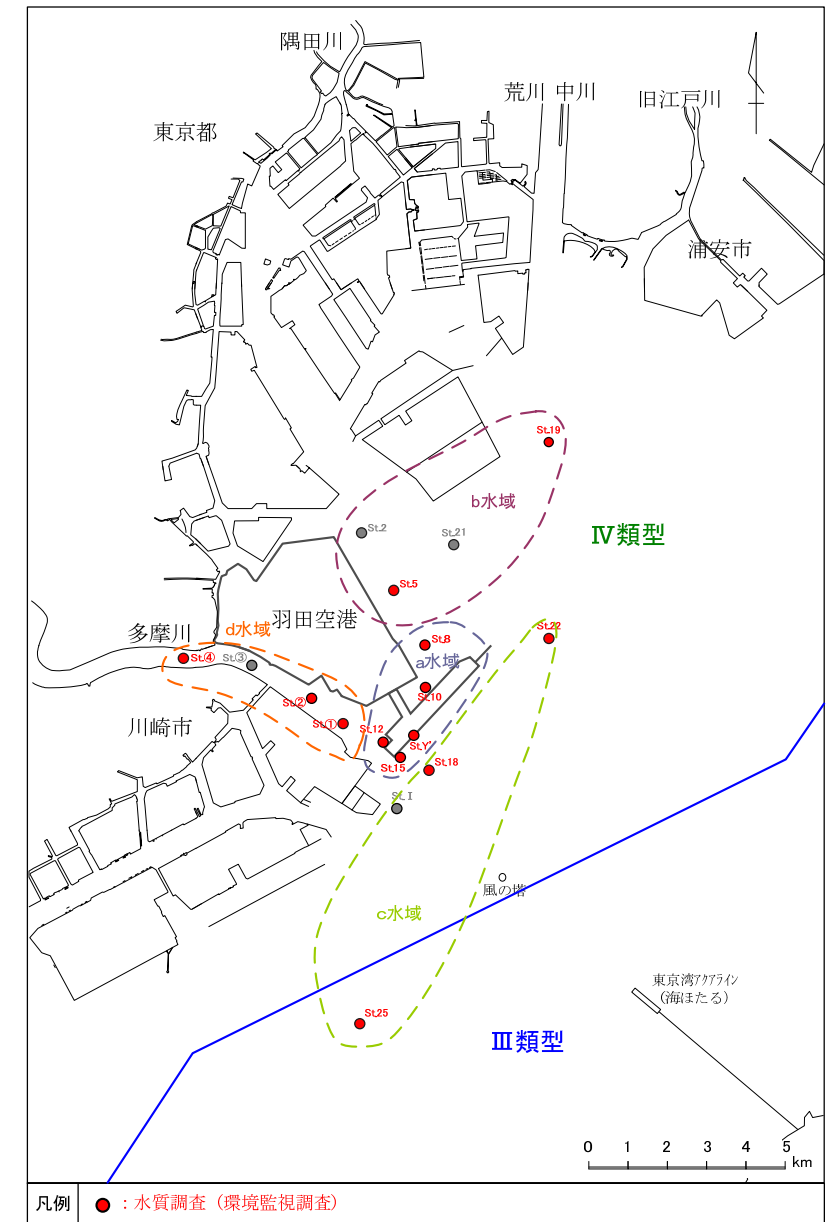 隅田川
荒川 中川
旧江戸川
東京都
浦安市
St.19
b水域
St.2
St.21
Ⅳ類型
St.5
羽田空港
多摩川
d水域
St.22
St.8
St.④
St.③
a水域
St.10
St.②
St.①
川崎市
St.12
St.Y'
St.15
St.18
St.I
風の塔
c水域
東京湾アクアライン
(海ほたる)
St.25
Ⅲ類型
0 1 2 3 4 5
km
凡例
:水質調査(環境監視調査)